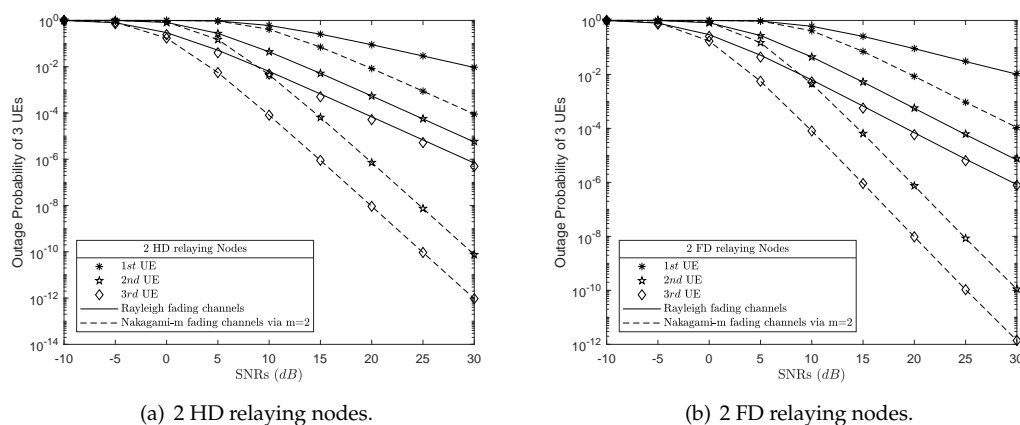 10^0
10^-2
10^-4
10^-6
10^-8
10^-10
10^-12
10^-14
Outage Probability of 3 UEs
2 HD relaying Nodes
1st UE
2nd UE
3rd UE
Rayleigh fading channels
Nakagami-m fading channels via m=2
-10 -5 0 5 10 15 20 25 30
SNRs (dB)
(a) 2 HD relaying nodes.
10^0
10^-2
10^-4
10^-6
10^-8
10^-10
10^-12
Outage Probability of 3 UEs
2 FD relaying Nodes
1st UE
2nd UE
3rd UE
Rayleigh fading channels
Nakagami-m fading channels via m=2
-10 -5 0 5 10 15 20 25 30
SNRs (dB)
(b) 2 FD relaying nodes.